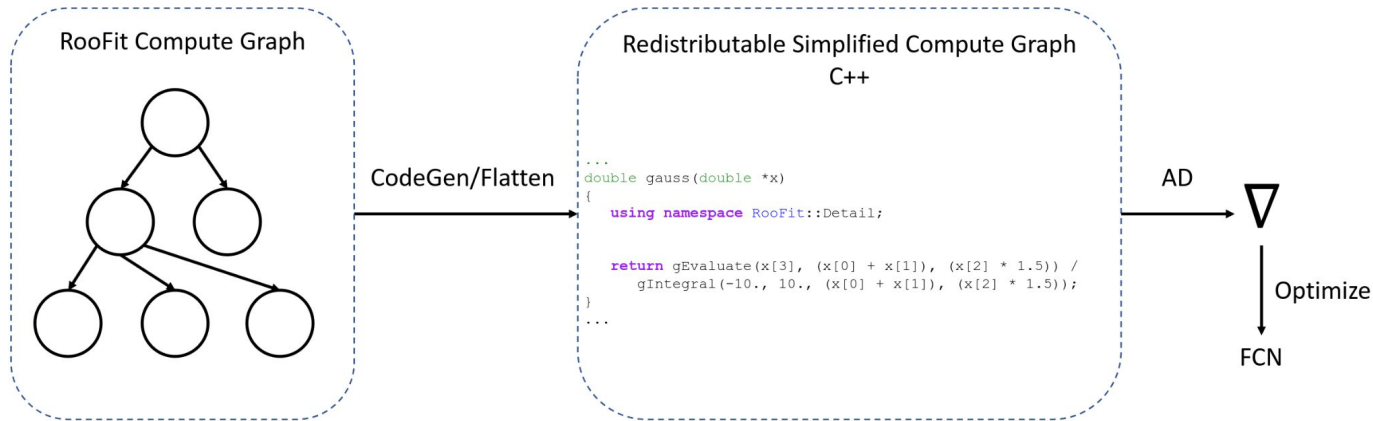 RooFit Compute Graph
CodeGen/Flatten
Redistributable Simplified Compute Graph
C++
...
double gauss(double *x)
{
   using namespace RooFit::Detail;
   return gEvaluate(x[3], (x[0] + x[1]), (x[2] * 1.5)) /
      gIntegral(-10., 10., (x[0] + x[1]), (x[2] * 1.5));
}
...
AD
∇
Optimize
FCN